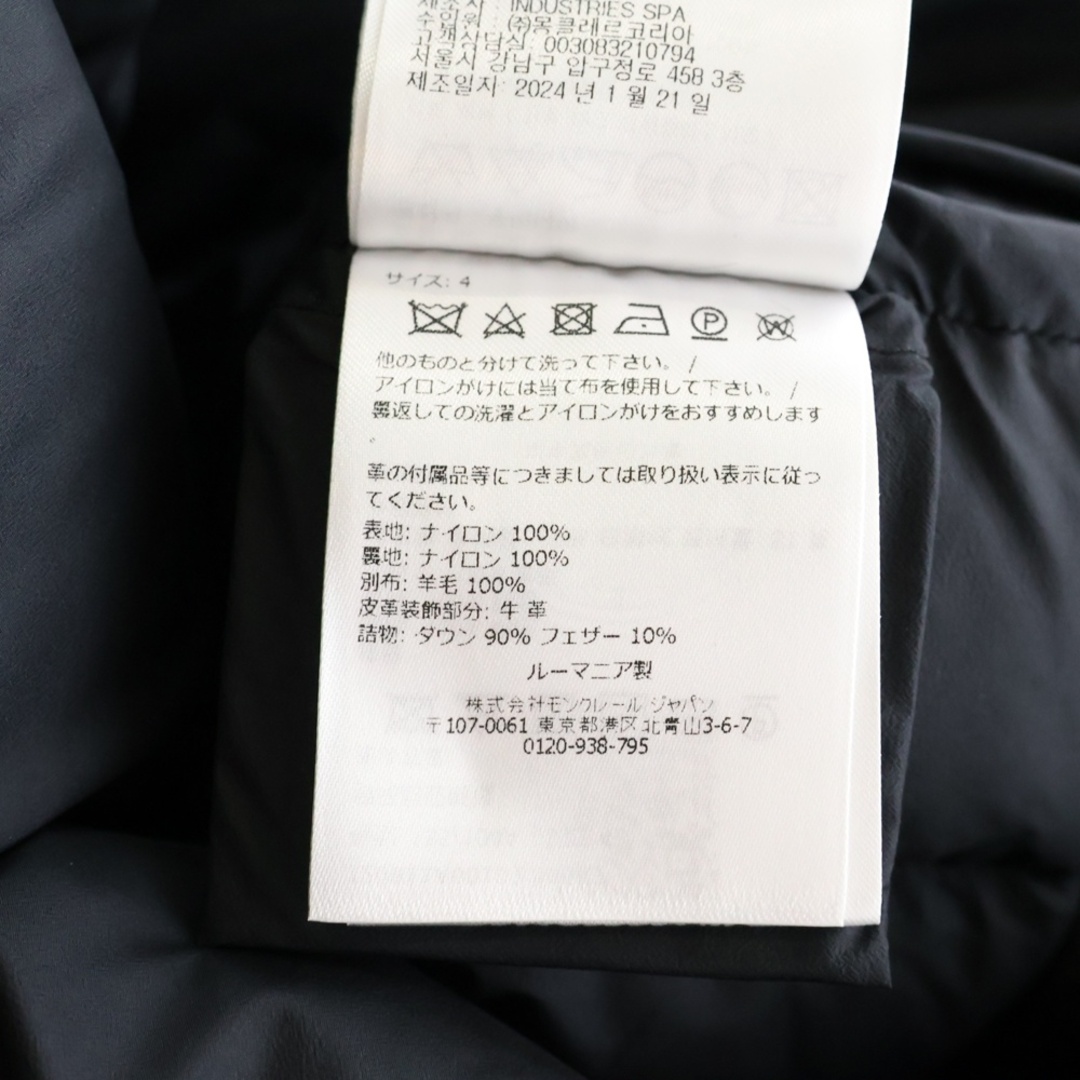 제조사 : INDUSTRIES SPA
수입원 : ㈜몽클레르코리아
고객상담실: 003083210794
서울시 강남구 압구정로 458 3층
제조일자: 2024 년 1 월 21 일
サイズ: 4
P
W
他のものと分けて洗って下さい。 /
アイロンがけには当て布を使用して下さい。 /
裏返しての洗濯とアイロンがけをおすすめします
。
革の付属品等につきましては取り扱い表示に従っ
てください。
表地: ナイロン 100%
裏地: ナイロン 100%
別布: 羊毛 100%
皮革装飾部分: 牛 革
詰物: ダウン 90% フェザー 10%
ルーマニア製
株式会社モンクレール ジャパン
〒107-0061 東京都港区 北青山3-6-7
0120-938-795